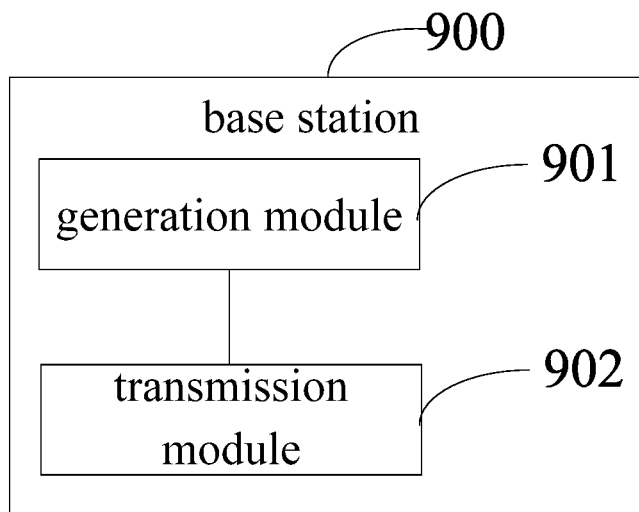 900
base station
generation module
901
transmission
module
902